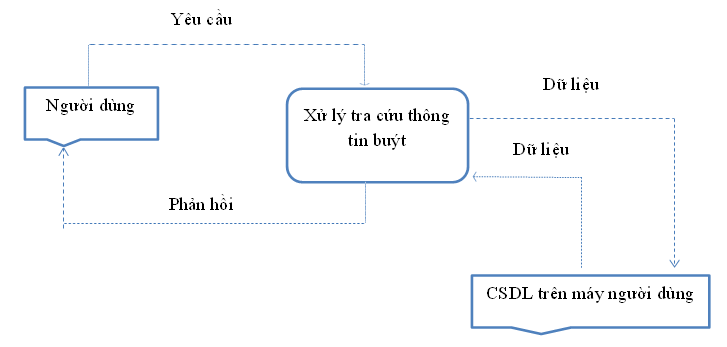 Yêu cầu
Người dùng
Xử lý tra cứu thông
tin buýt
Dữ liệu
Dữ liệu
Phản hồi
CSDL trên máy người dùng